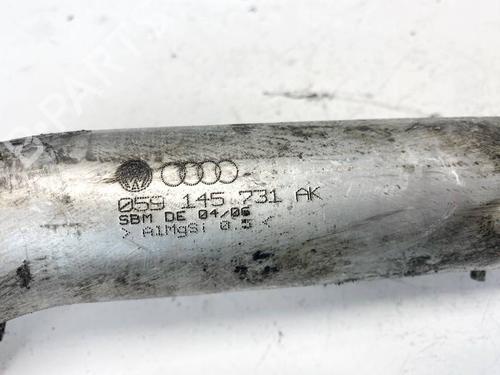 059 145 731 AK
SBM DE 04/06
> AlMgSi 0.5 <